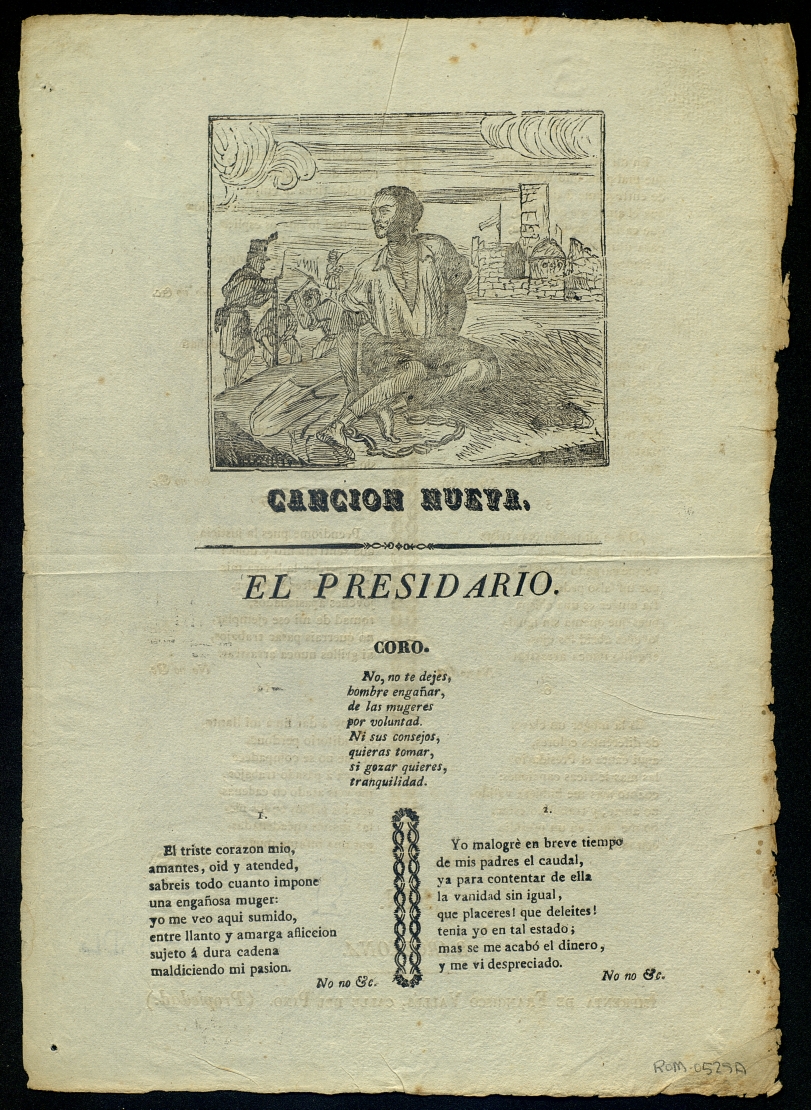 CANCION NUEVA,
EL PRESIDARIO.
CORO.
No, no te dejes,
hombre engañar,
de las mugeres
por voluntad.
Ni sus consejos,
quieras tomar,
si gozar quieres,
tranquilidad.
1.
El triste corazon mio,
amantes, oid y atended,
sabreis todo cuanto impone
una engañosa muger:
yo me veo aqui sumido,
entre llanto y amarga afliccion
sujeto á dura cadena
maldiciendo mi pasion.
No no &c.
2.
Yo malogrè en breve tiempo
de mis padres el caudal,
ya para contentar de ella
la vanidad sin igual,
que placeres! que deleites!
tenia yo en tal estado;
mas se me acabó el dinero,
y me vi despreciado.
No no &c.
ROM-0529A